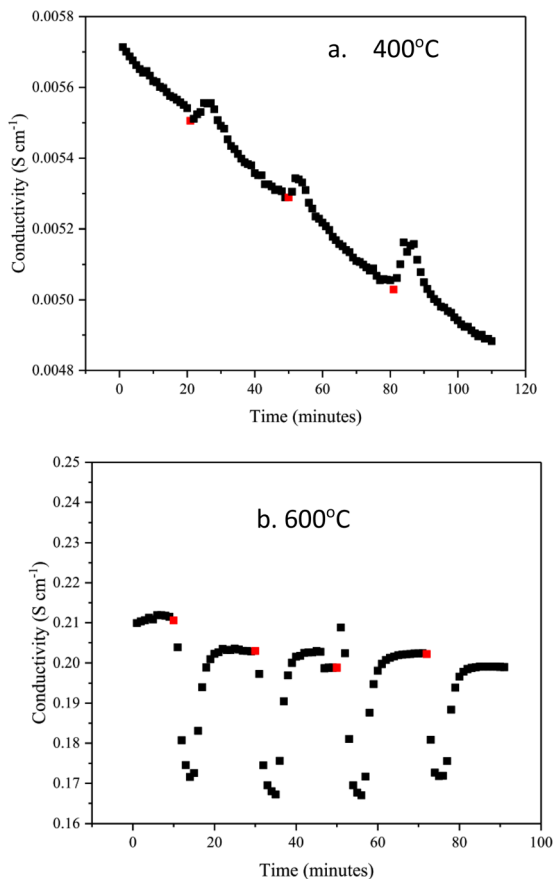 a. 400°C
0.0058
0.0056
0.0054
0.0052
0.0050
0.0048
Conductivity (S cm⁻¹)
0 20 40 60 80 100 120
Time (minutes)
b. 600°C
0.25
0.24
0.23
0.22
0.21
0.20
0.19
0.18
0.17
0.16
Conductivity (S cm⁻¹)
0 20 40 60 80 100
Time (minutes)